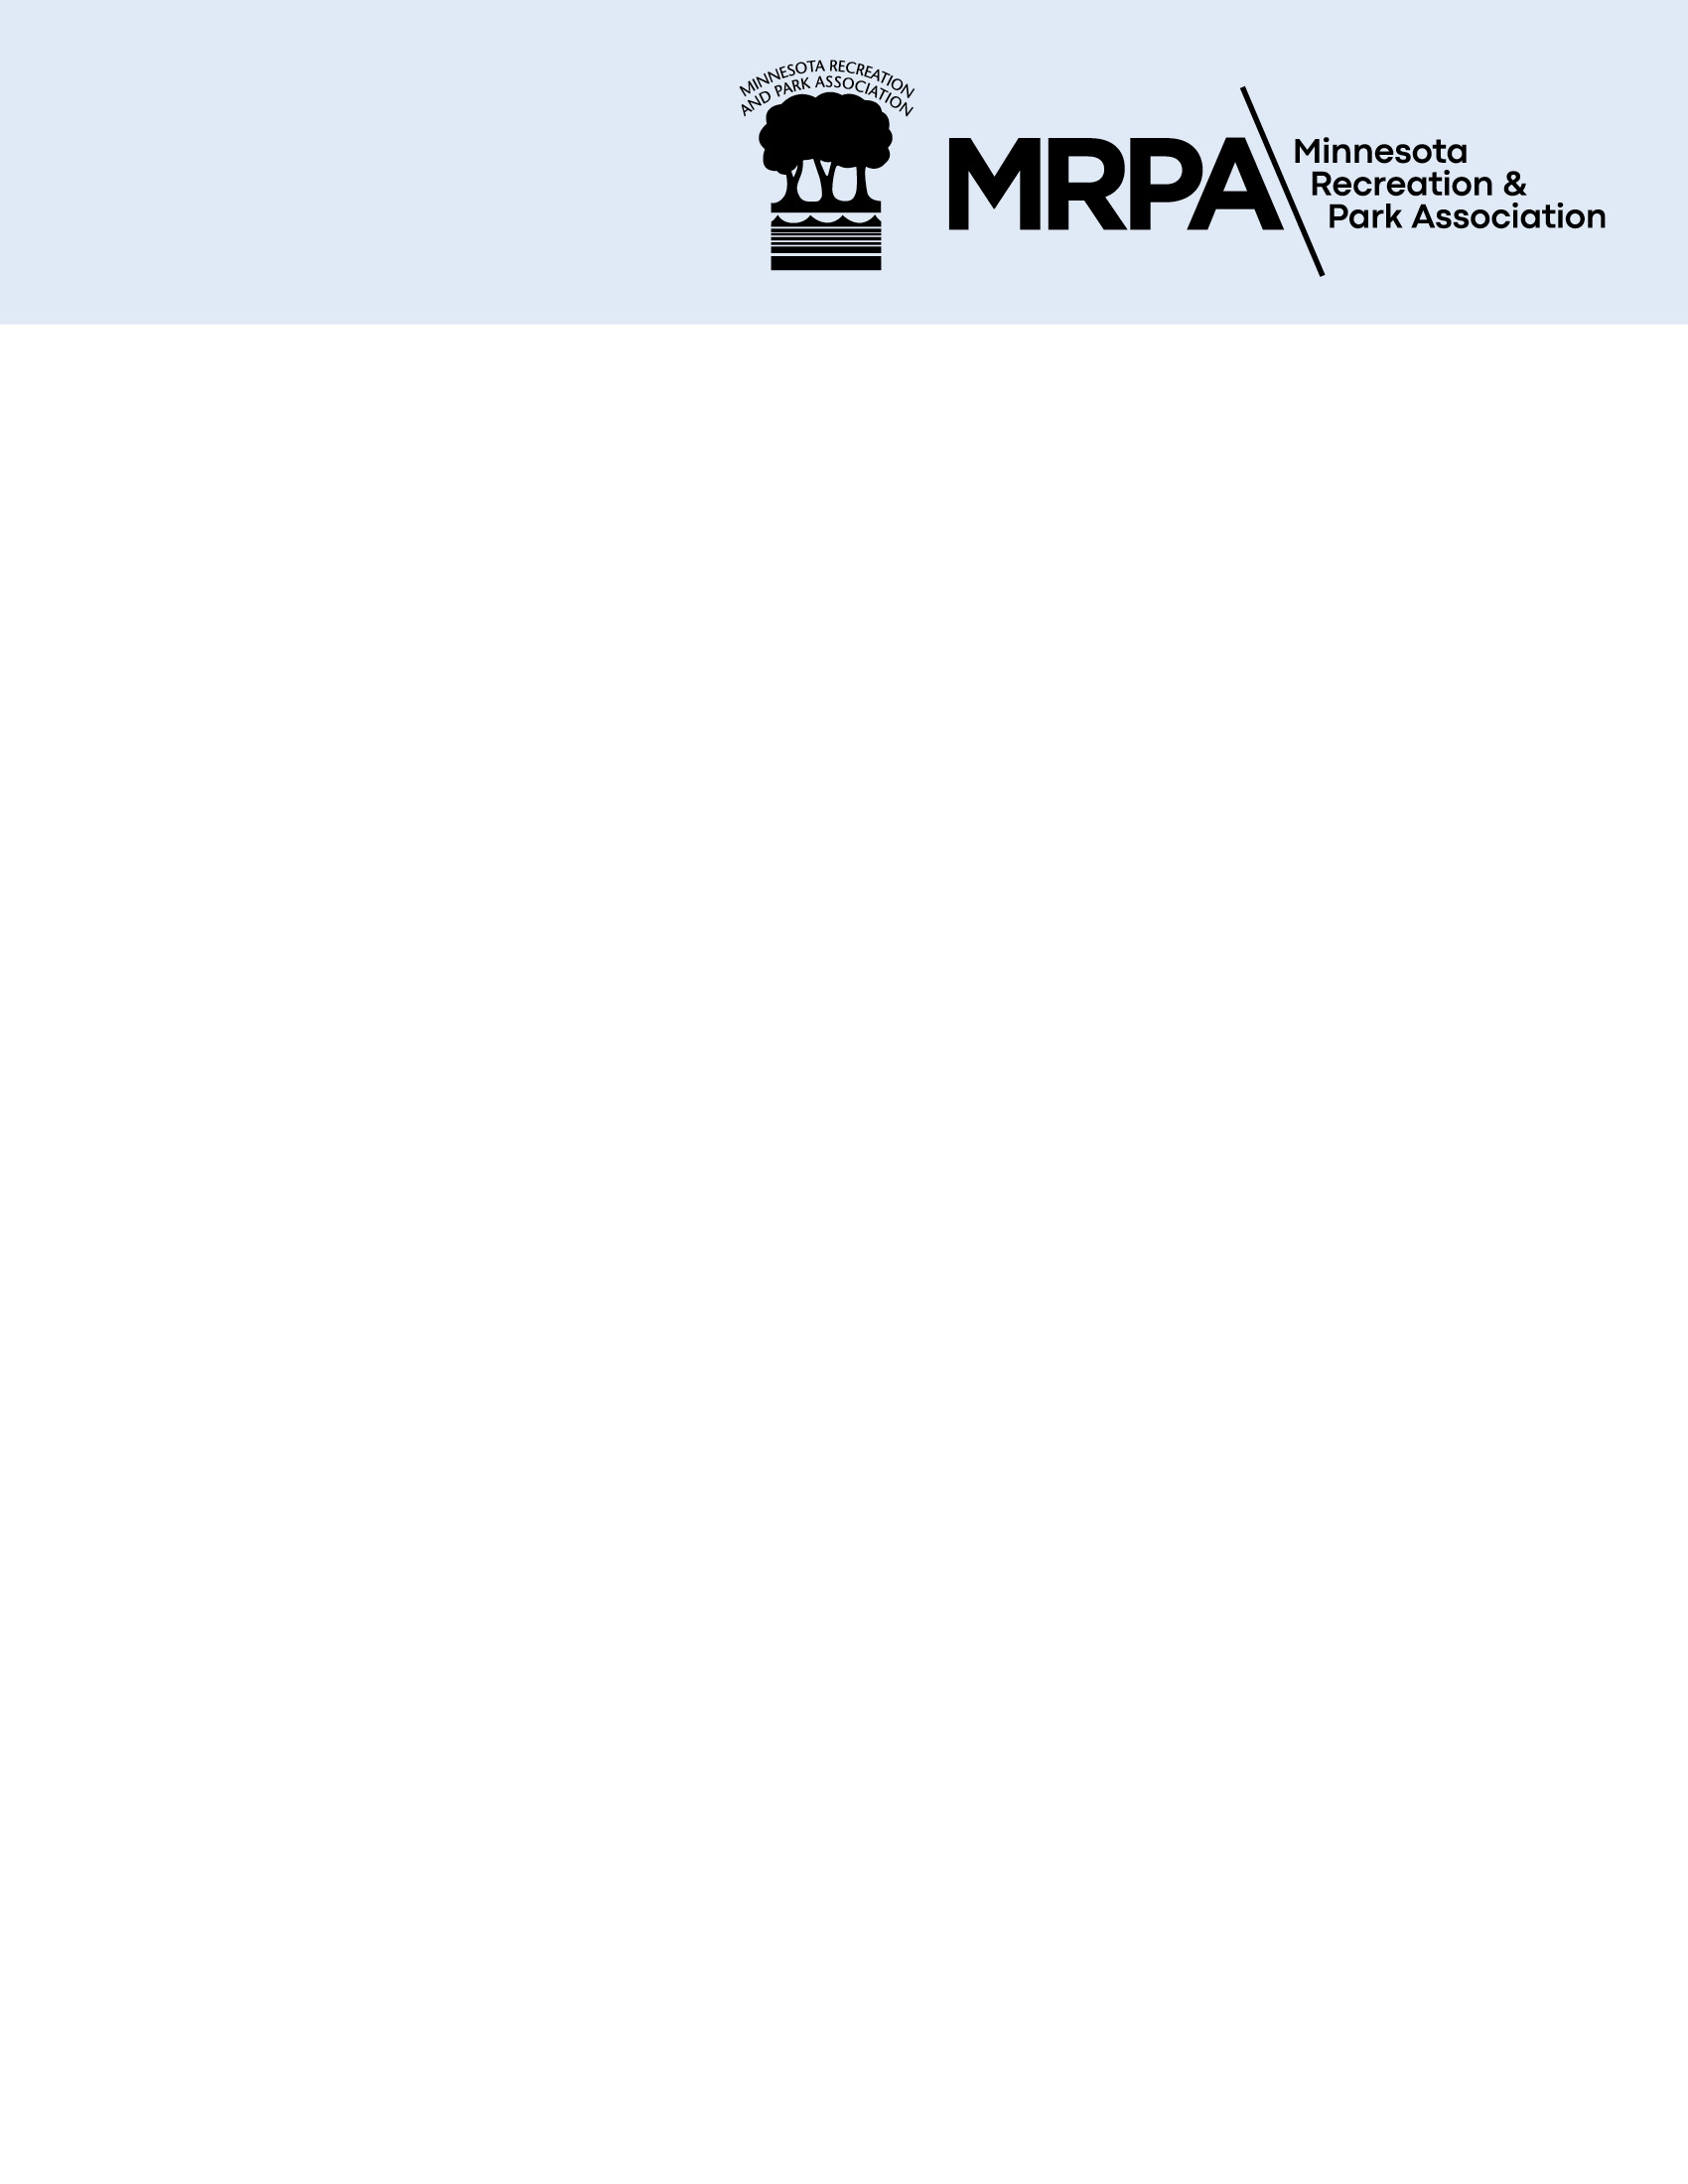 MINNESOTA RECREATION
AND PARK ASSOCIATION
MRPA
Minnesota
Recreation &
Park Association